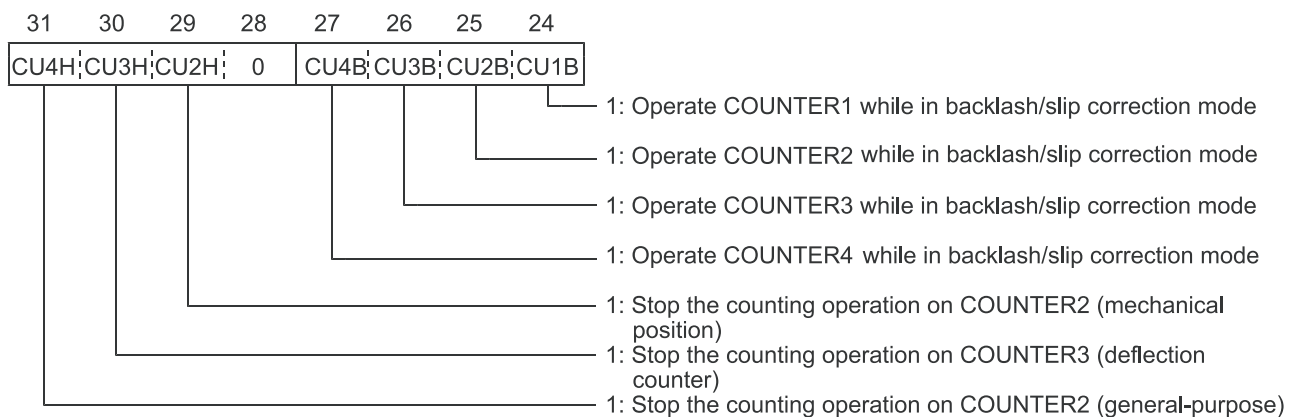 31 30 29 28 27 26 25 24
CU4H CU3H CU2H 0 CU4B CU3B CU2B CU1B
1: Operate COUNTER1 while in backlash/slip correction mode
1: Operate COUNTER2 while in backlash/slip correction mode
1: Operate COUNTER3 while in backlash/slip correction mode
1: Operate COUNTER4 while in backlash/slip correction mode
1: Stop the counting operation on COUNTER2 (mechanical
position)
1: Stop the counting operation on COUNTER3 (deflection
counter)
1: Stop the counting operation on COUNTER2 (general-purpose)